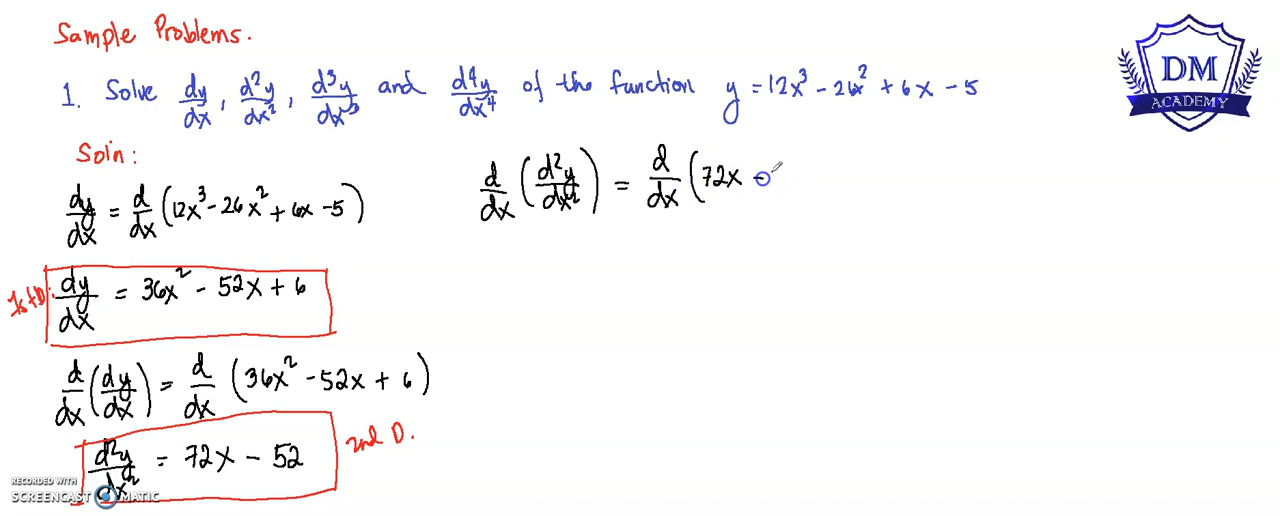 Sample Problems.
1. Solve dy/dx, d²y/dx², d³y/dx³ and d⁴y/dx⁴ of the function y = 12x³ - 26x² + 6x - 5
DM
ACADEMY
Soln:
dy/dx = d/dx (12x³ - 26x² + 6x - 5)
1st D: dy/dx = 36x² - 52x + 6
d/dx (dy/dx) = d/dx (36x² - 52x + 6)
d²y/dx² = 72x - 52 2nd D.
d/dx (d²y/dx²) = d/dx (72x -
RECORDED WITH
SCREENCAST MATIC